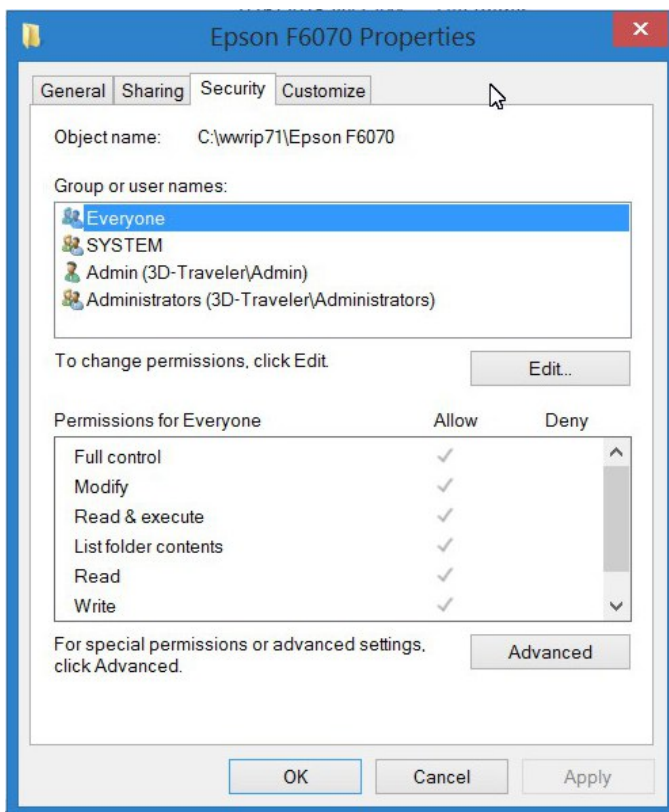 Epson F6070 Properties
General Sharing Security Customize
Object name: C:\wwrip71\Epson F6070
Group or user names:
Everyone
SYSTEM
Admin (3D-Traveler\Admin)
Administrators (3D-Traveler\Administrators)
To change permissions, click Edit.
Edit...
Permissions for Everyone Allow Deny
Full control
Modify
Read & execute
List folder contents
Read
Write
For special permissions or advanced settings,
click Advanced.
Advanced
OK Cancel Apply